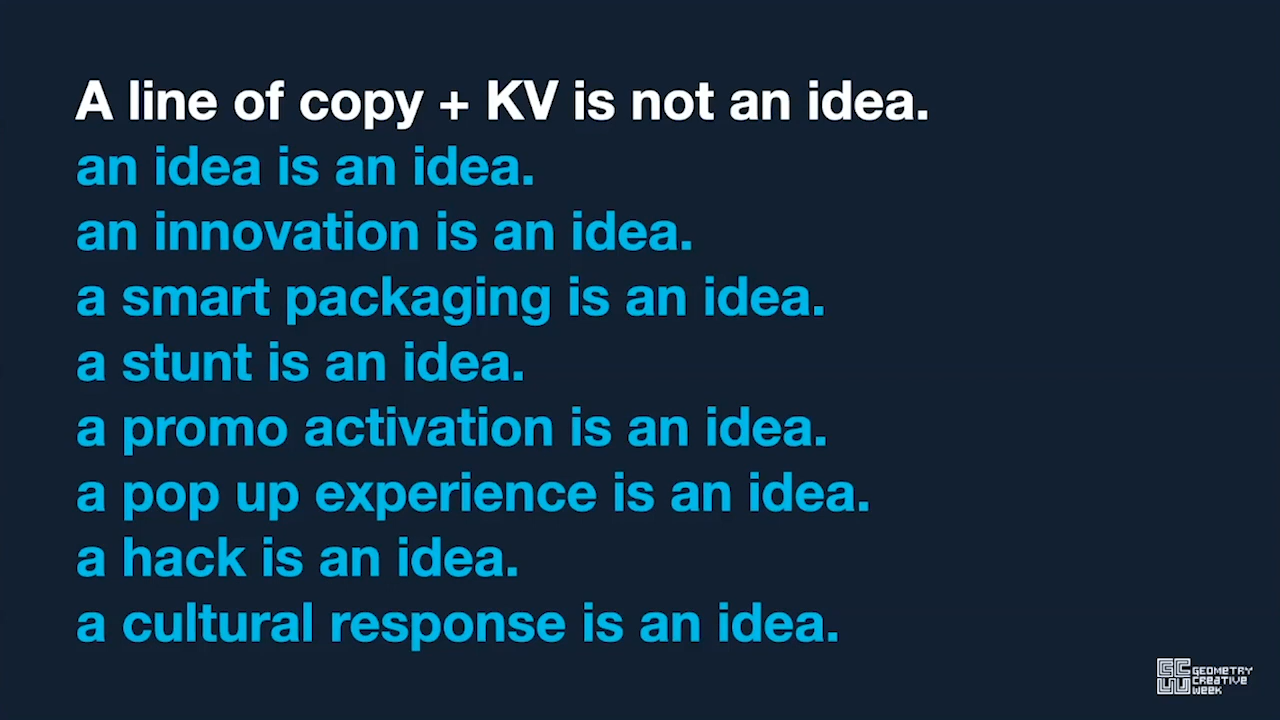 A line of copy + KV is not an idea.
an idea is an idea.
an innovation is an idea.
a smart packaging is an idea.
a stunt is an idea.
a promo activation is an idea.
a pop up experience is an idea.
a hack is an idea.
a cultural response is an idea.
GCW
GEOMETRY
CREATIVE
WEEK